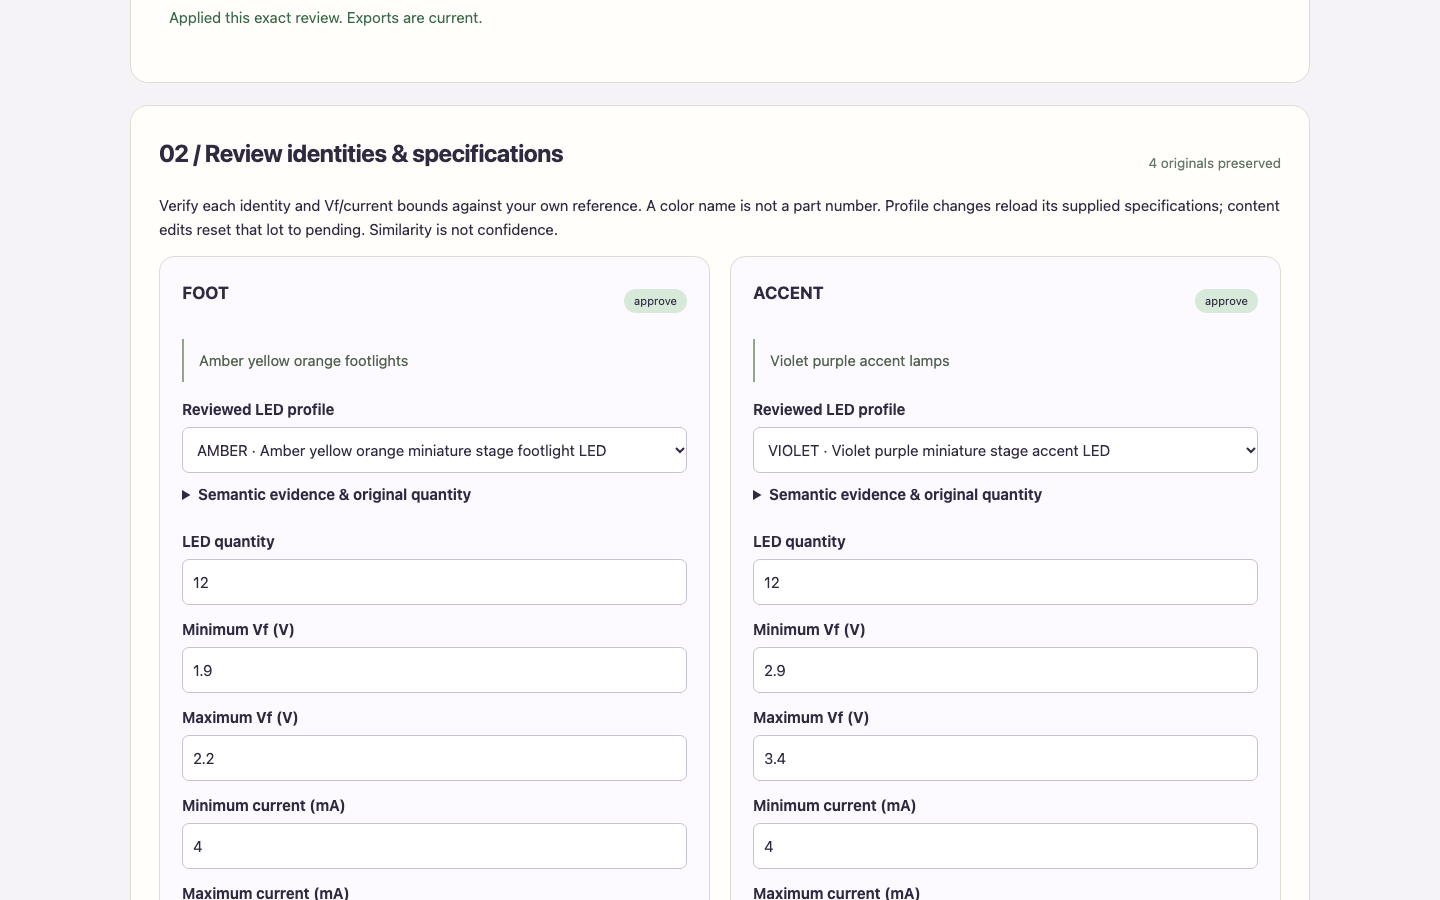 Applied this exact review. Exports are current.
02 / Review identities & specifications
4 originals preserved
Verify each identity and Vf/current bounds against your own reference. A color name is not a part number. Profile changes reload its supplied specifications; content
edits reset that lot to pending. Similarity is not confidence.
FOOT
approve
Amber yellow orange footlights
Reviewed LED profile
AMBER · Amber yellow orange miniature stage footlight LED
Semantic evidence & original quantity
LED quantity
12
Minimum Vf (V)
1.9
Maximum Vf (V)
2.2
Minimum current (mA)
4
Maximum current (mA)
ACCENT
approve
Violet purple accent lamps
Reviewed LED profile
VIOLET · Violet purple miniature stage accent LED
Semantic evidence & original quantity
LED quantity
12
Minimum Vf (V)
2.9
Maximum Vf (V)
3.4
Minimum current (mA)
4
Maximum current (mA)